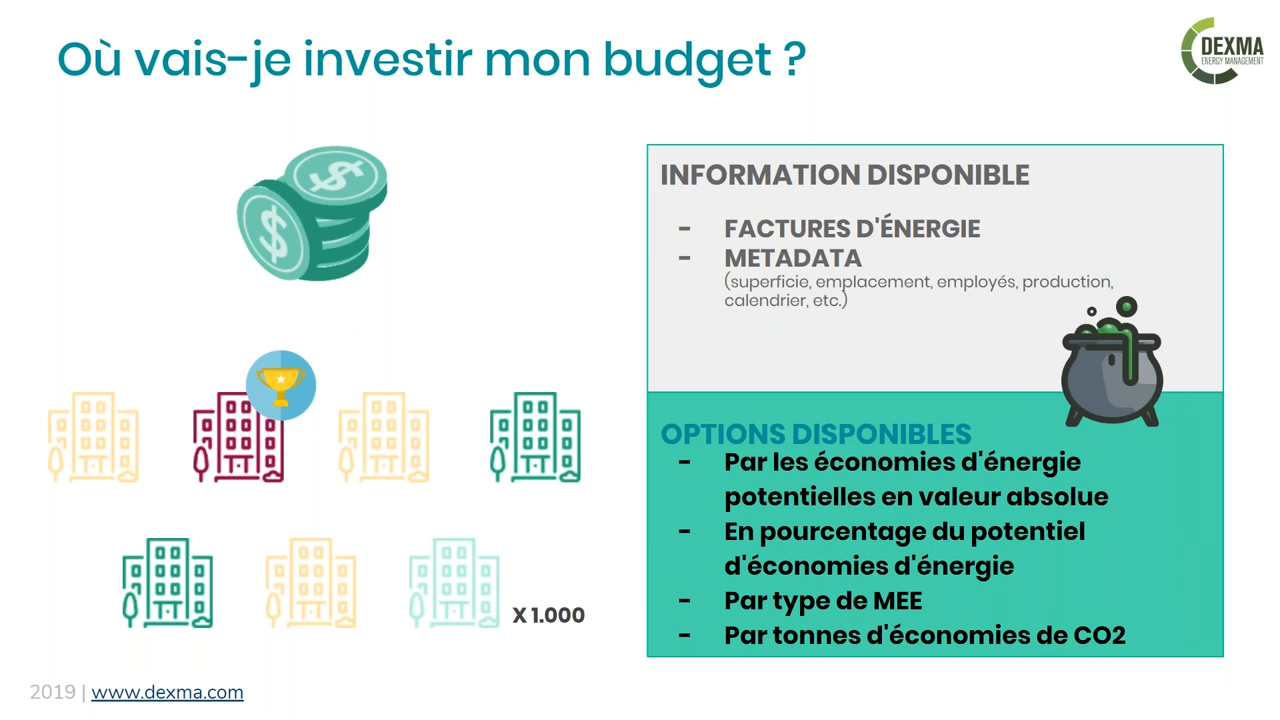 Où vais-je investir mon budget ?
DEXMA
ENERGY MANAGEMENT
INFORMATION DISPONIBLE
- FACTURES D'ÉNERGIE
- METADATA
(superficie, emplacement, employés, production,
calendrier, etc.)
OPTIONS DISPONIBLES
- Par les économies d'énergie
potentielles en valeur absolue
- En pourcentage du potentiel
d'économies d'énergie
- Par type de MEE
- Par tonnes d'économies de CO2
X 1.000
2019 | www.dexma.com